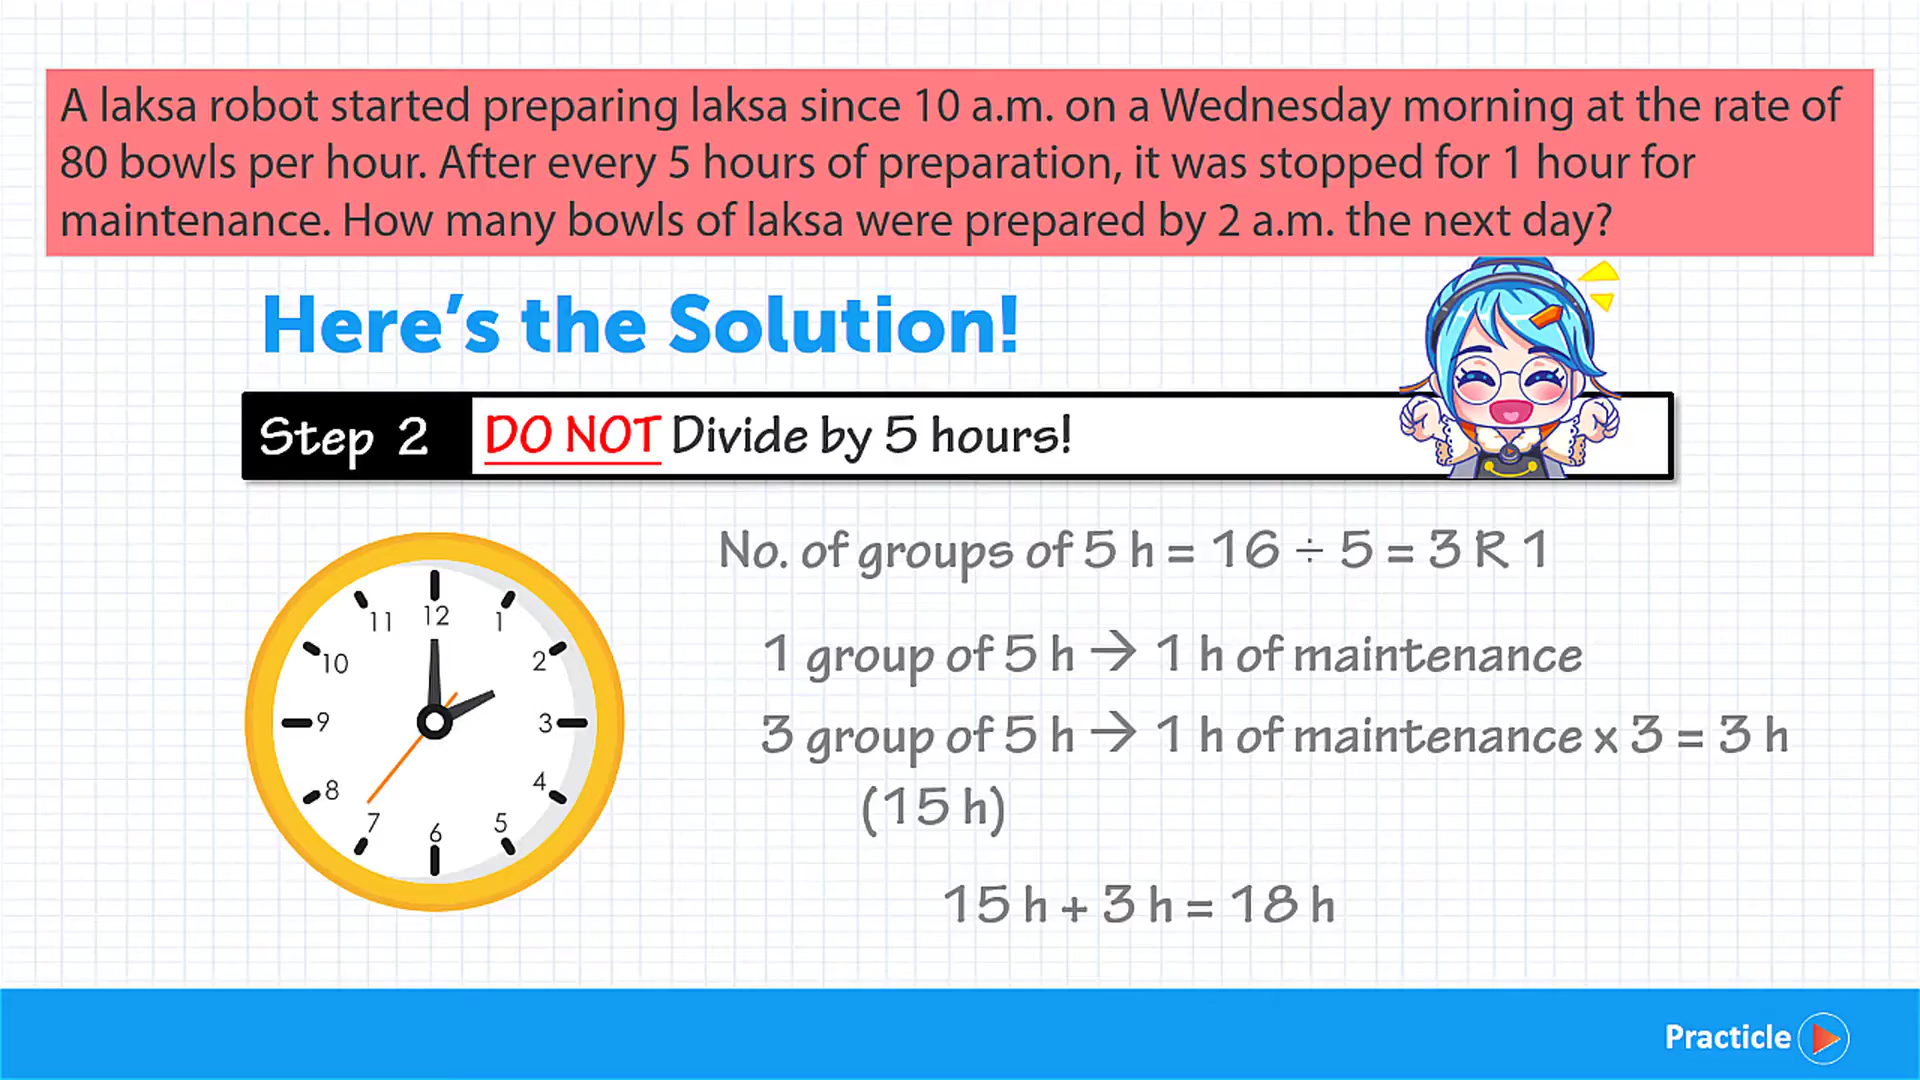 A laksa robot started preparing laksa since 10 a.m. on a Wednesday morning at the rate of
80 bowls per hour. After every 5 hours of preparation, it was stopped for 1 hour for
maintenance. How many bowls of laksa were prepared by 2 a.m. the next day?
Here's the Solution!
Step 2 DO NOT Divide by 5 hours!
No. of groups of 5 h = 16 ÷ 5 = 3 R 1
1 group of 5 h → 1 h of maintenance
3 group of 5 h → 1 h of maintenance x 3 = 3 h
(15 h)
15 h + 3 h = 18 h
12
1
2
3
4
5
6
7
8
9
10
11
Practicle